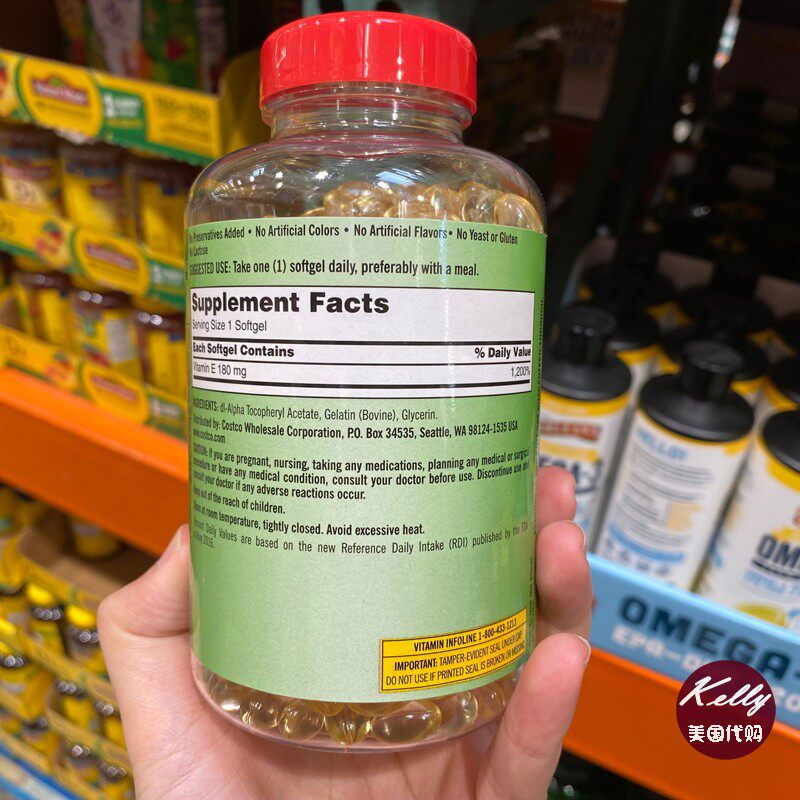 Preservatives Added • No Artificial Colors • No Artificial Flavors • No Yeast or Gluten
No Lactose
SUGGESTED USE: Take one (1) softgel daily, preferably with a meal.
Supplement Facts
Serving Size 1 Softgel
Each Softgel Contains % Daily Value
Vitamin E 180 mg 1,200%
INGREDIENTS: dl-Alpha Tocopheryl Acetate, Gelatin (Bovine), Glycerin.
Distributed by: Costco Wholesale Corporation, P.O. Box 34535, Seattle, WA 98124-1535 USA
www.costco.com
CAUTION: If you are pregnant, nursing, taking any medications, planning any medical or surgical
procedure or have any medical condition, consult your doctor before use. Discontinue use and
consult your doctor if any adverse reactions occur.
Keep out of the reach of children.
Store at room temperature, tightly closed. Avoid excessive heat.
Percent Daily Values are based on the new Reference Daily Intake (RDI) published by the FDA
in May 2016.
VITAMIN INFOLINE 1-800-433-1213
IMPORTANT: TAMPER-EVIDENT SEAL UNDER CAP.
DO NOT USE IF PRINTED SEAL IS BROKEN OR MISSING.
NatureMade
OMEGA-
Kelly
美国代购